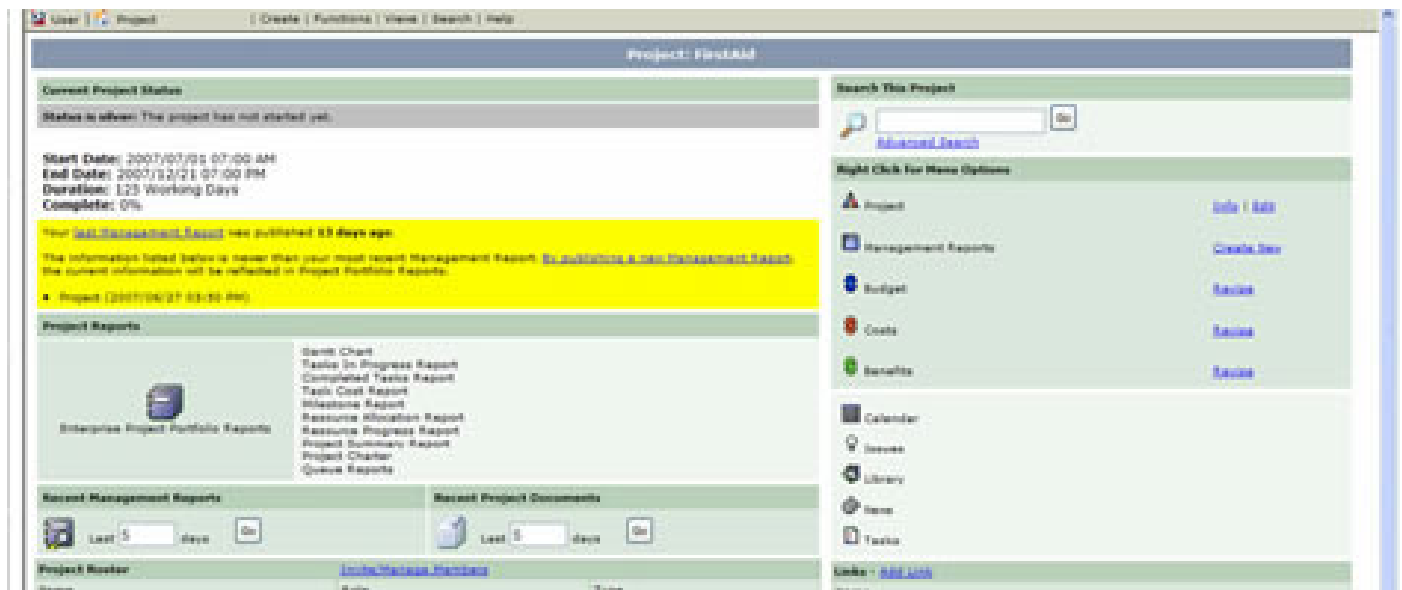 User | Project | Create | Functions | Views | Search | Help
Project: FirstAid
Current Project Status
Status is silver: The project has not started yet.
Start Date: 2007/07/01 07:00 AM
End Date: 2007/12/21 07:00 PM
Duration: 125 Working Days
Complete: 0%
Your last Management Report was published 13 days ago.
The information listed below is newer than your most recent Management Report. By publishing a new Management Report,
the current information will be reflected in Project Portfolio Reports.
• Project (2007/06/27 03:50 PM)
Project Reports
Enterprise Project Portfolio Reports
Gantt Chart
Tasks In Progress Report
Completed Tasks Report
Task Cost Report
Milestone Report
Resource Allocation Report
Resource Progress Report
Project Summary Report
Project Charter
Queue Reports
Recent Management Reports
Last 5 days Go
Recent Project Documents
Last 5 days Go
Project Roster Invite/Manage Members
Name Role Type
Search This Project
Go
Advanced Search
Right Click for Menu Options
Project Info | Edit
Management Reports Create New
Budget Revise
Costs Revise
Benefits Revise
Calendar
Issues
Library
Tasks
Links - Add Link